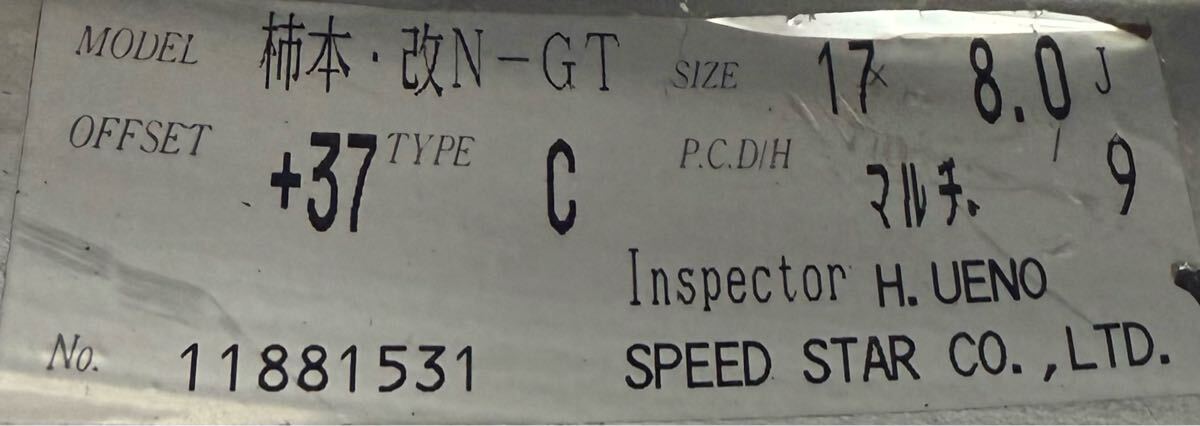 MODEL 柿本・改N-GT SIZE 17× 8.0J
OFFSET +37 TYPE C P.C.D/H マルチ 9
Inspector H.UENO
No. 11881531 SPEED STAR CO.,LTD.